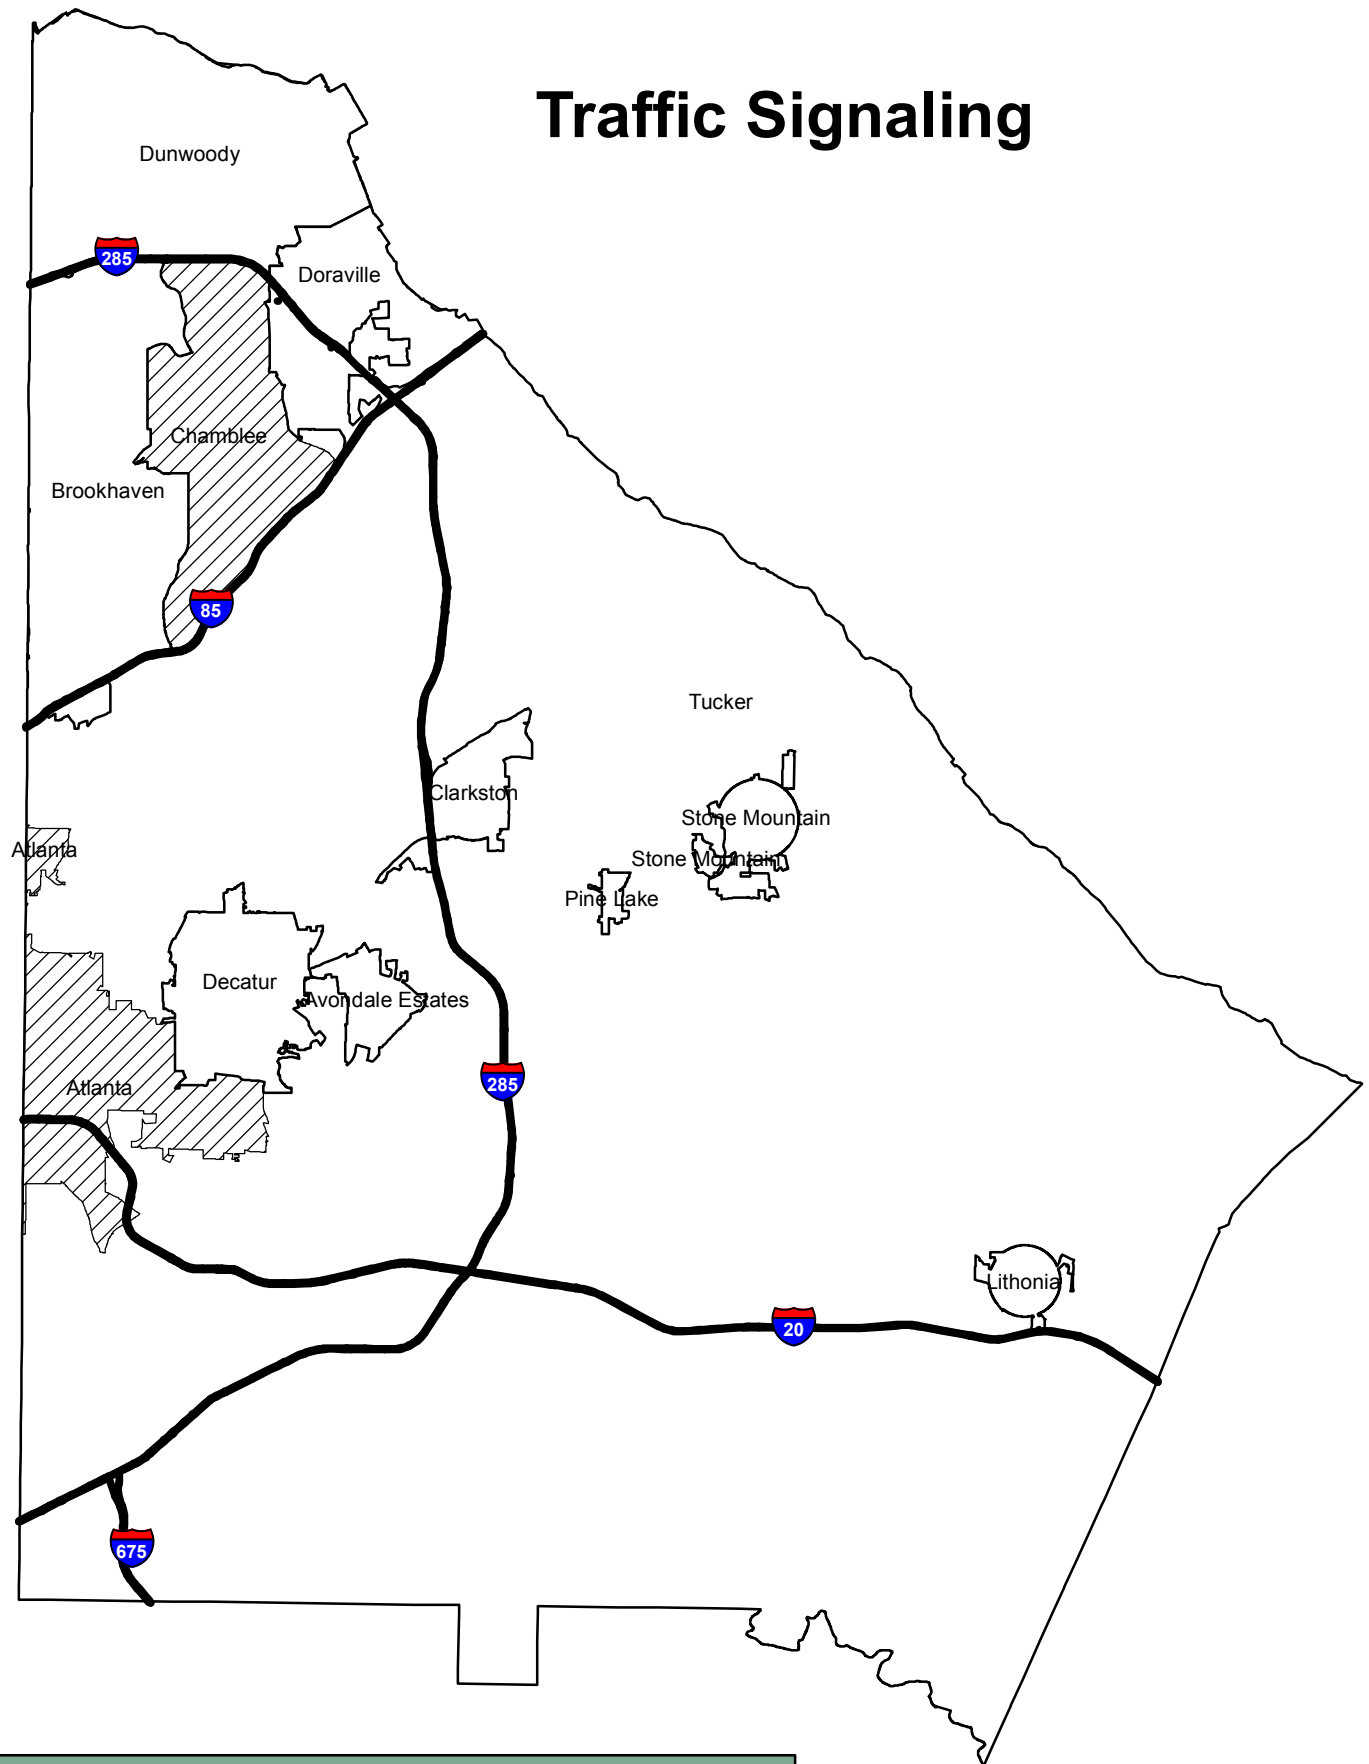 Traffic Signaling
Dunwoody
285
Doraville
Chamblee
Brookhaven
85
Tucker
Clarkston
Stone Mountain
Atlanta
Stone Mountain
Pine Lake
Decatur
Avondale Estates
285
Atlanta
Lithonia
20
675